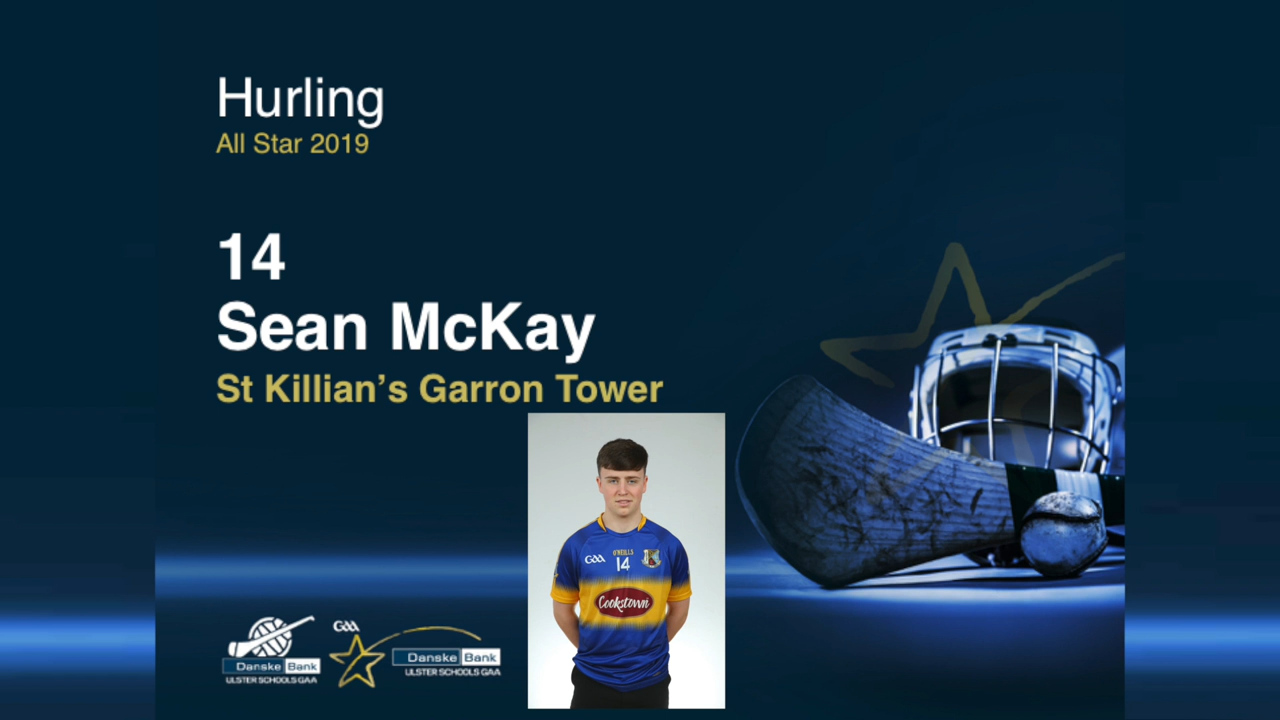 Hurling
All Star 2019
14
Sean McKay
St Killian's Garron Tower
GAA
O'NEILLS
14
Cookstown
Danske Bank
ULSTER SCHOOLS GAA
GAA
Danske Bank
ULSTER SCHOOLS GAA